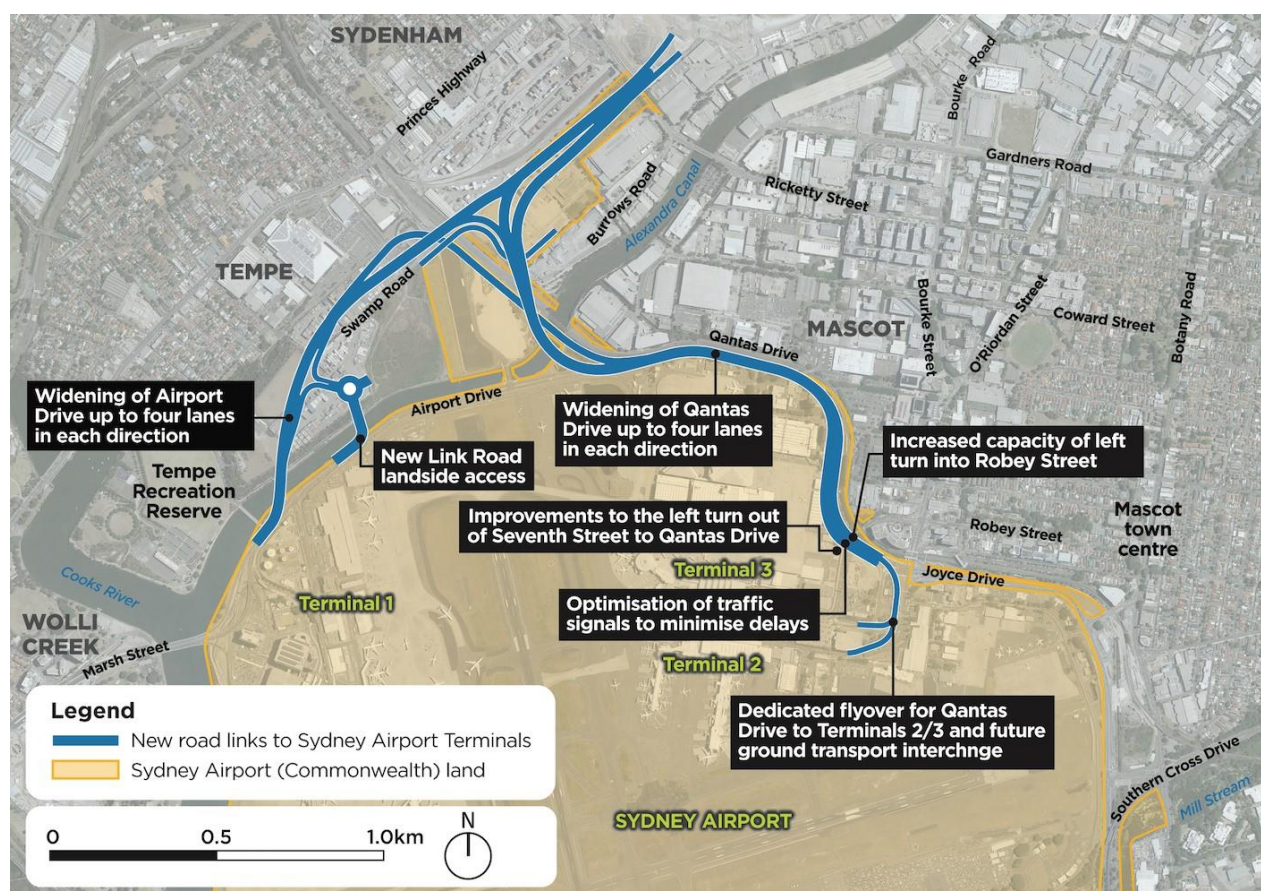 SYDENHAM
Princes Highway
Bourke Road
Gardners Road
Burrows Road
Alexandra Canal
Ricketty Street
TEMPE
Swamp Road
MASCOT
Bourke Street
O'Riordan Street
Coward Street
Botany Road
Qantas Drive
Airport Drive
Widening of Airport
Drive up to four lanes
in each direction
New Link Road
landside access
Widening of Qantas
Drive up to four lanes
in each direction
Increased capacity of left
turn into Robey Street
Tempe
Recreation
Reserve
Improvements to the left turn out
of Seventh Street to Qantas Drive
Robey Street
Mascot
town
centre
Terminal 3
Joyce Drive
Cooks River
Terminal 1
Optimisation of traffic
signals to minimise delays
WOLLI
CREEK
Marsh Street
Terminal 2
Dedicated flyover for Qantas
Drive to Terminals 2/3 and future
ground transport interchnge
Legend
New road links to Sydney Airport Terminals
Sydney Airport (Commonwealth) land
Southern Cross Drive
Mill Stream
SYDNEY AIRPORT
0 0.5 1.0km
N